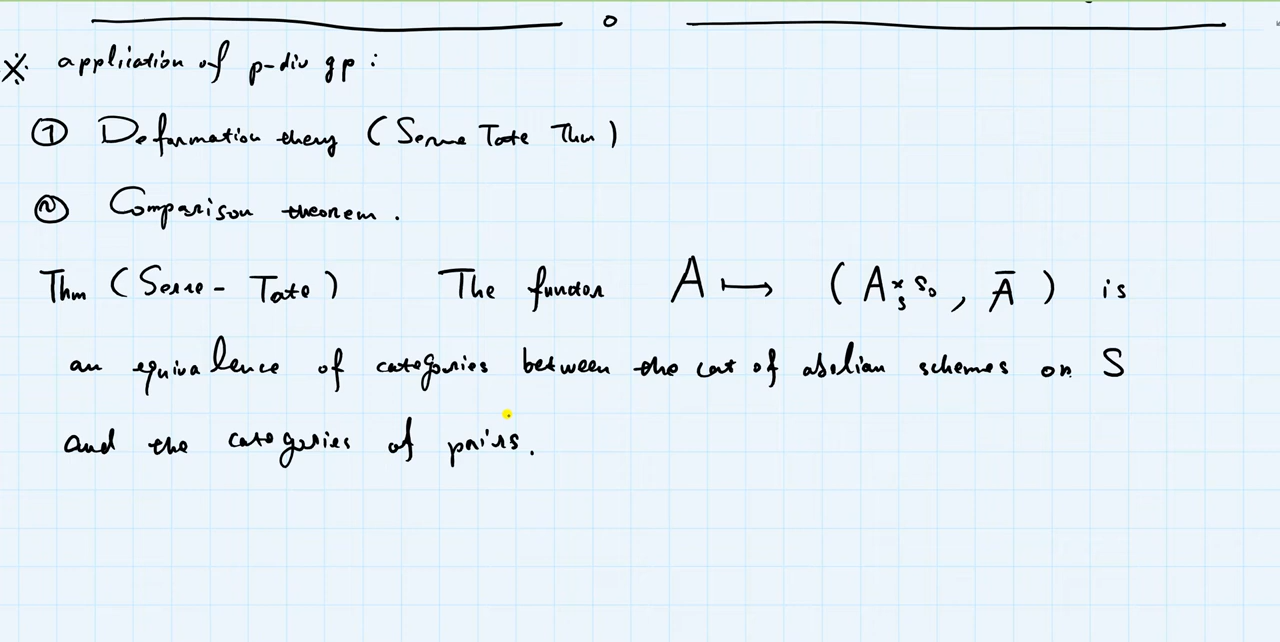 ※. application of p-div gp :
① Deformation theory ( Serre Tate Thm )
② Comparison theorem .
Thm ( Serre - Tate ) The functor A ⟼ ( A ×_S S₀ , Ā ) is
an equivalence of categories between the cat of abelian schemes on S
and the categories of pairs .